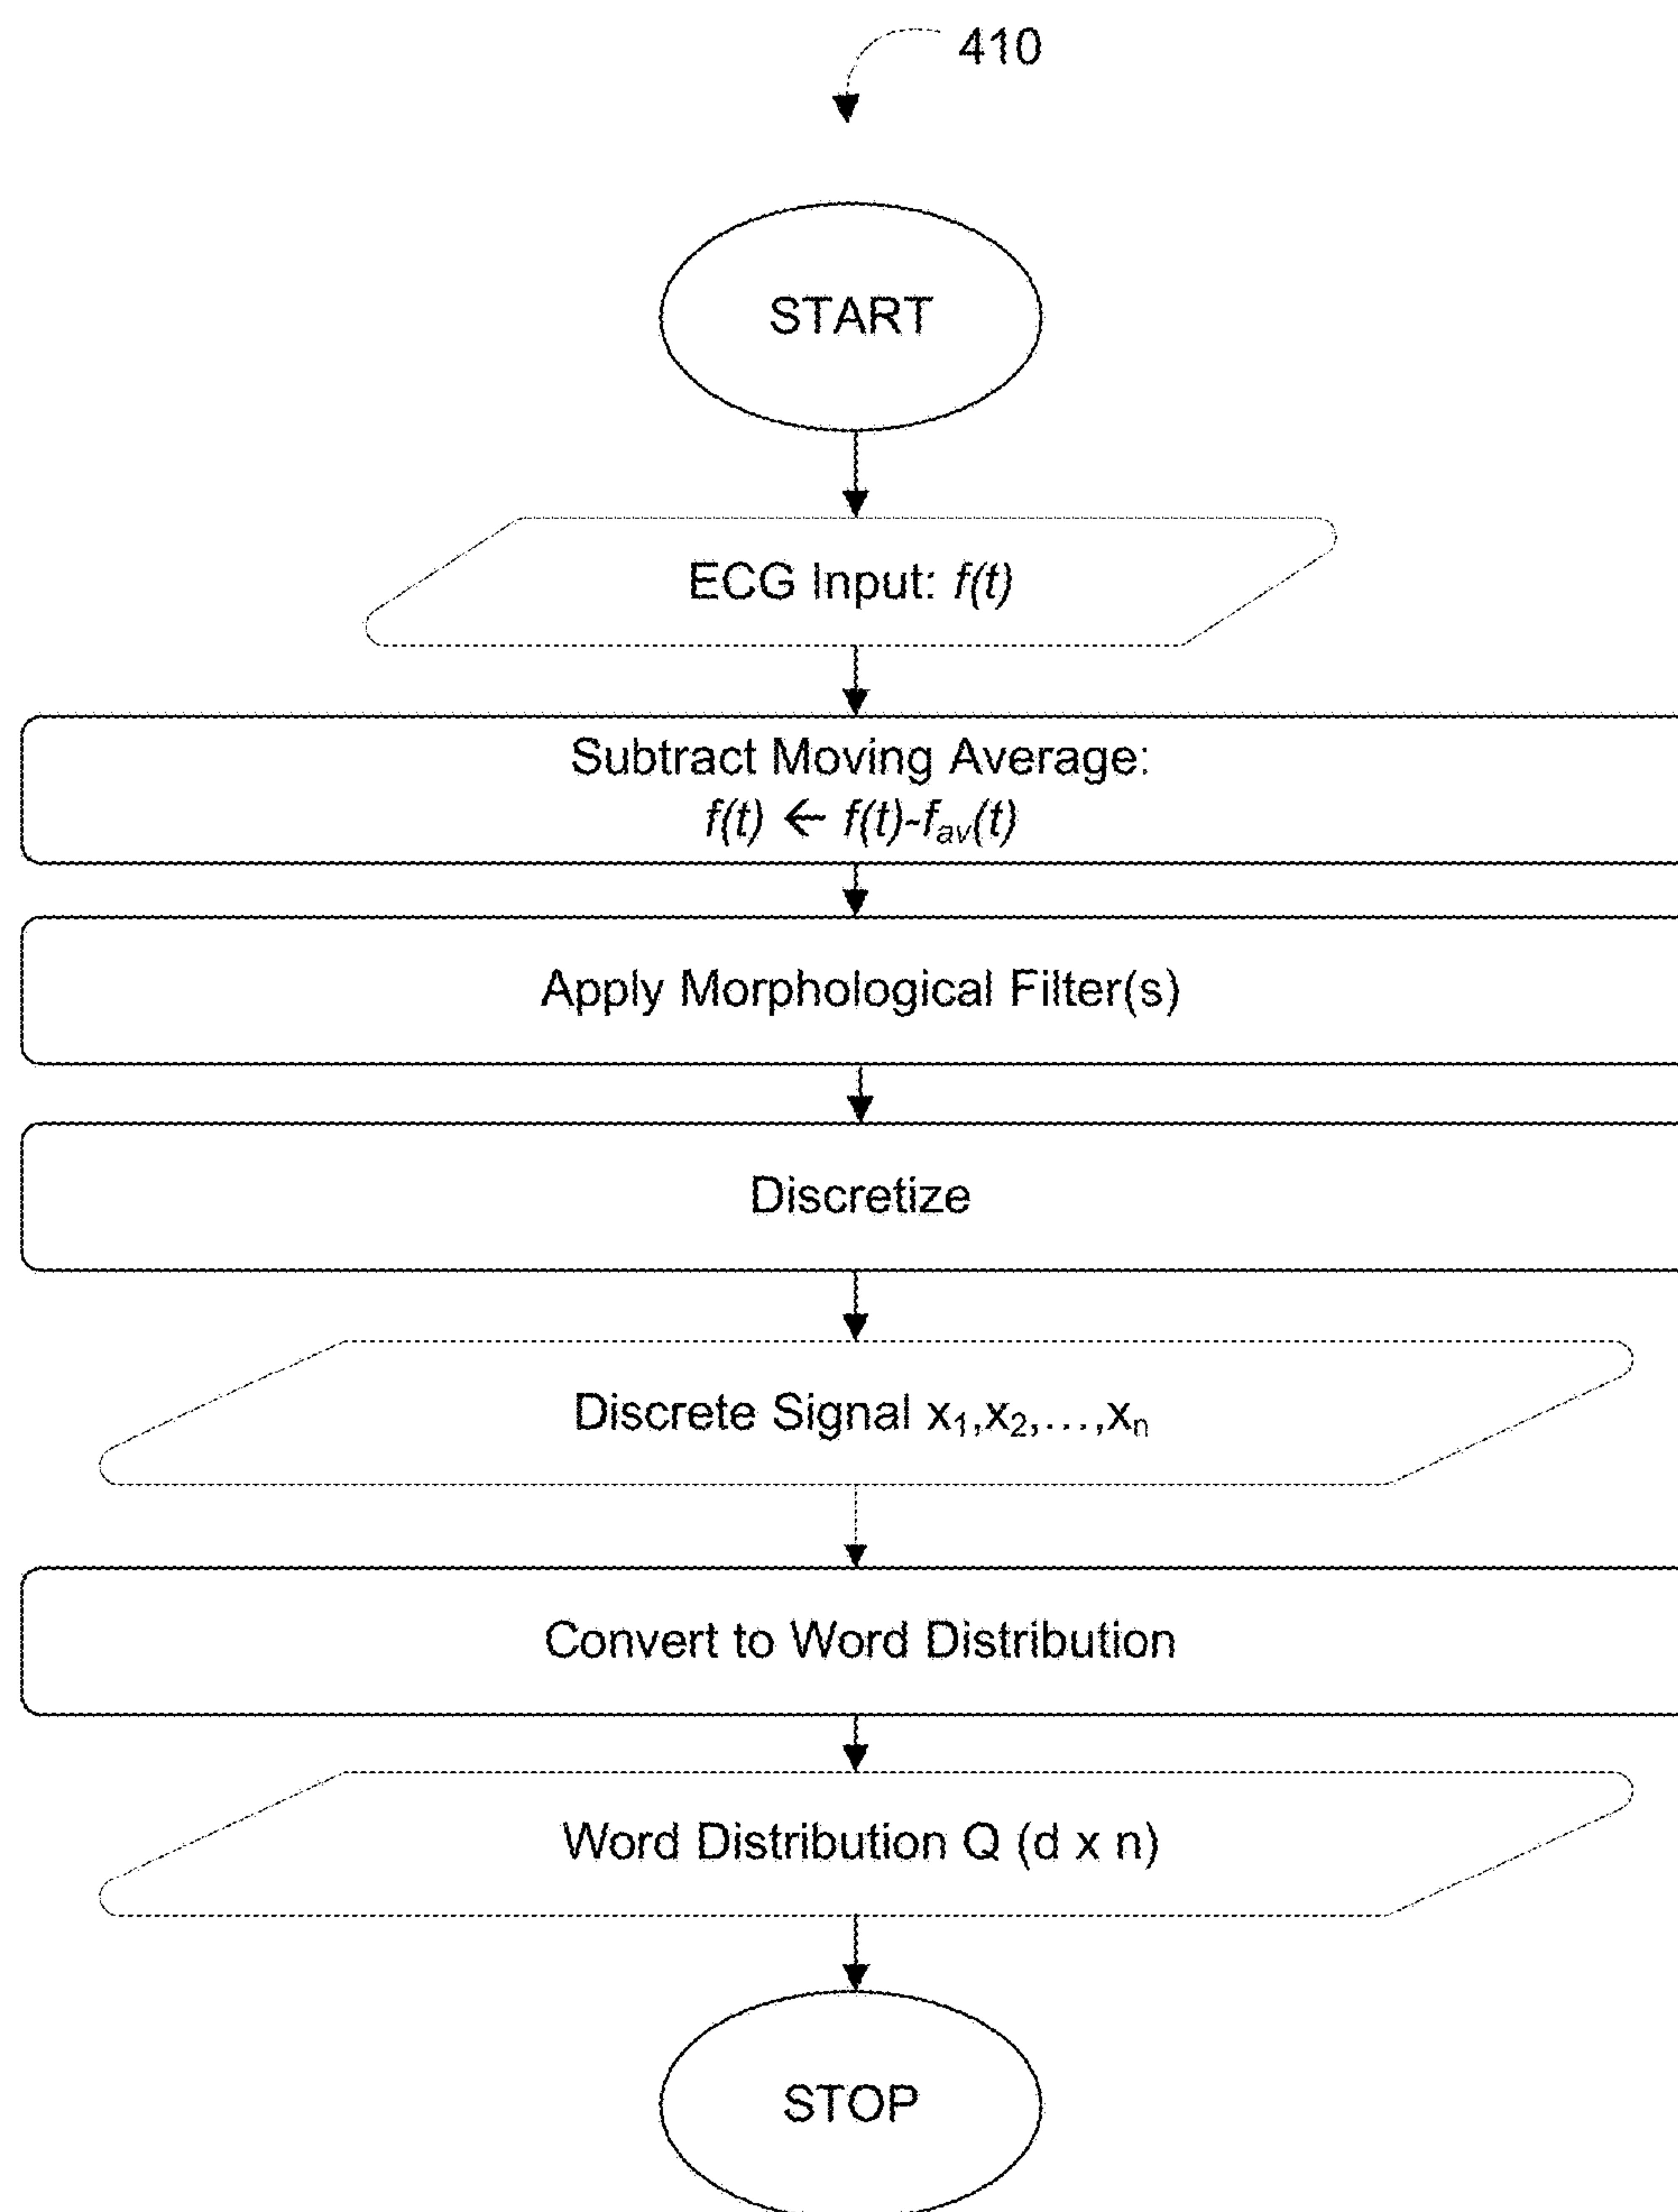 410
START
ECG Input: f(t)
Subtract Moving Average:
f(t) ← f(t)-fav(t)
Apply Morphological Filter(s)
Discretize
Discrete Signal x₁,x₂,...,xₙ
Convert to Word Distribution
Word Distribution Q (d x n)
STOP